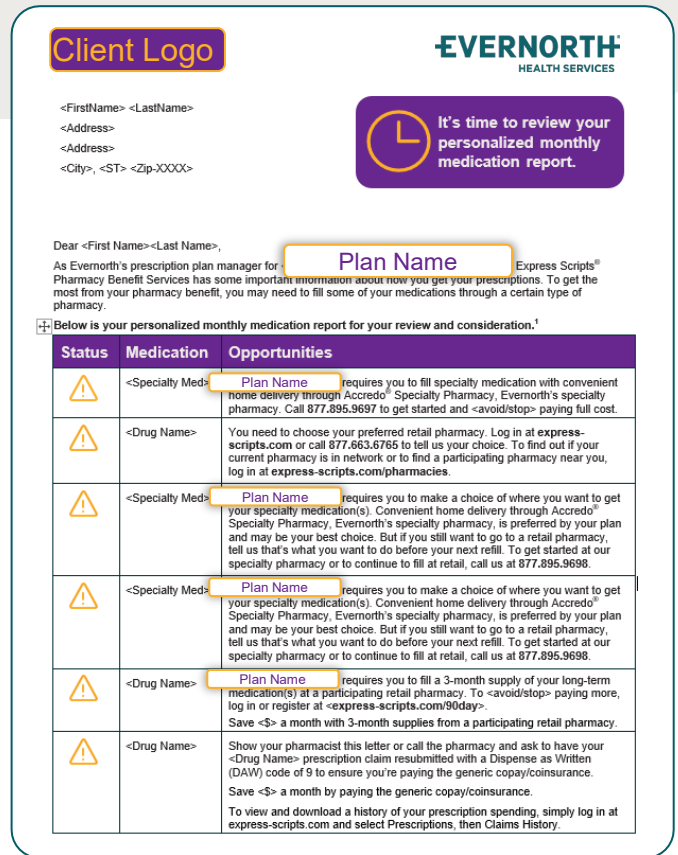 Client Logo
EVERNORTH
HEALTH SERVICES
<FirstName> <LastName>
<Address>
<Address>
<City>, <ST> <Zip-XXXX>
It's time to review your
personalized monthly
medication report.
Dear <First Name><Last Name>,
As Evernorth's prescription plan manager for Plan Name Express Scripts®
Pharmacy Benefit Services has some important information about how you get your prescriptions. To get the
most from your pharmacy benefit, you may need to fill some of your medications through a certain type of
pharmacy.
Below is your personalized monthly medication report for your review and consideration.¹
Status Medication Opportunities
<Specialty Med> Plan Name requires you to fill specialty medication with convenient
home delivery through Accredo® Specialty Pharmacy, Evernorth's specialty
pharmacy. Call 877.895.9697 to get started and <avoid/stop> paying full cost.
<Drug Name> You need to choose your preferred retail pharmacy. Log in at express-
scripts.com or call 877.663.6765 to tell us your choice. To find out if your
current pharmacy is in network or to find a participating pharmacy near you,
log in at express-scripts.com/pharmacies.
<Specialty Med> Plan Name requires you to make a choice of where you want to get
your specialty medication(s). Convenient home delivery through Accredo®
Specialty Pharmacy, Evernorth's specialty pharmacy, is preferred by your plan
and may be your best choice. But if you still want to go to a retail pharmacy,
tell us that's what you want to do before your next refill. To get started at our
specialty pharmacy or to continue to fill at retail, call us at 877.895.9698.
<Specialty Med> Plan Name requires you to make a choice of where you want to get
your specialty medication(s). Convenient home delivery through Accredo®
Specialty Pharmacy, Evernorth's specialty pharmacy, is preferred by your plan
and may be your best choice. But if you still want to go to a retail pharmacy,
tell us that's what you want to do before your next refill. To get started at our
specialty pharmacy or to continue to fill at retail, call us at 877.895.9698.
<Drug Name> Plan Name requires you to fill a 3-month supply of your long-term
medication(s) at a participating retail pharmacy. To <avoid/stop> paying more,
log in or register at <express-scripts.com/90day>.
Save <$> a month with 3-month supplies from a participating retail pharmacy.
<Drug Name> Show your pharmacist this letter or call the pharmacy and ask to have your
<Drug Name> prescription claim resubmitted with a Dispense as Written
(DAW) code of 9 to ensure you're paying the generic copay/coinsurance.
Save <$> a month by paying the generic copay/coinsurance.
To view and download a history of your prescription spending, simply log in at
express-scripts.com and select Prescriptions, then Claims History.